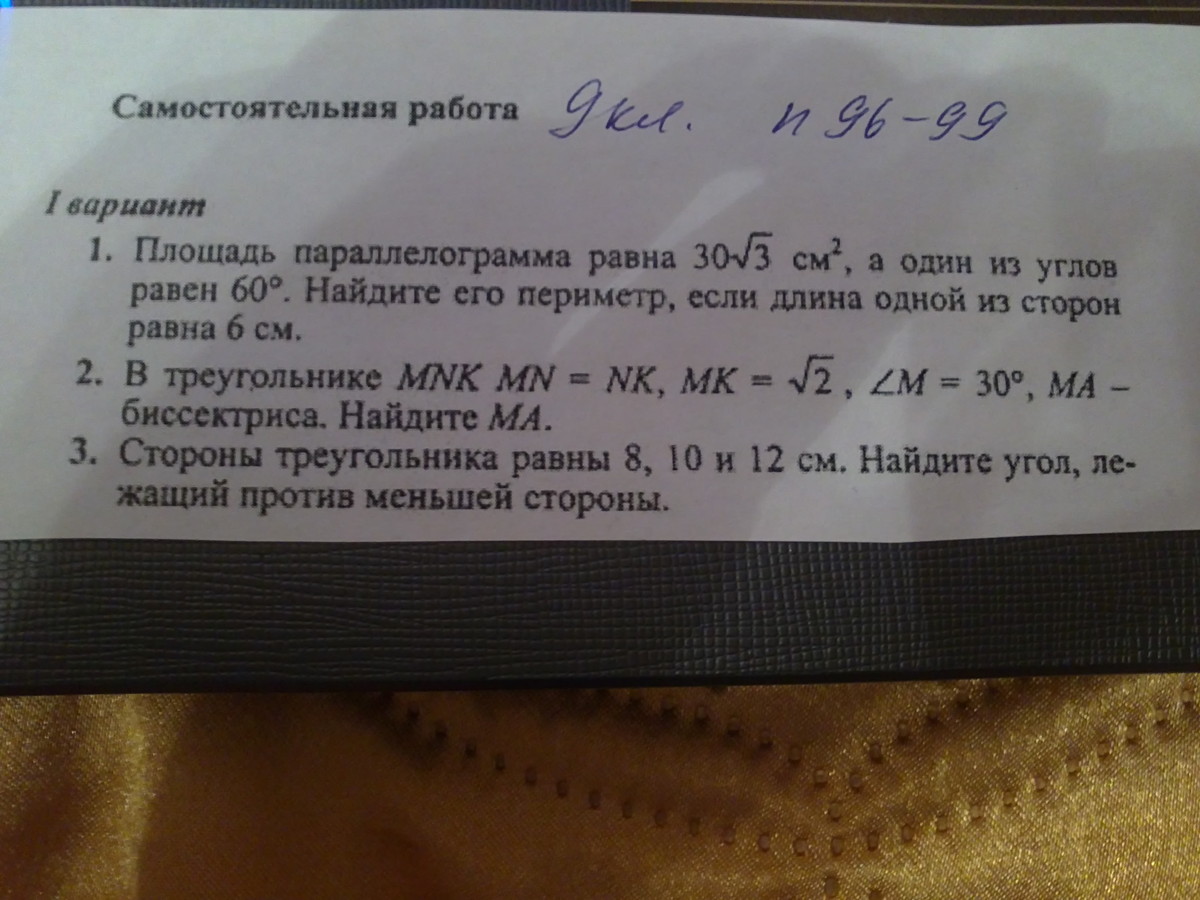 Самостоятельная работа 9 кл. п 96-99
I вариант
1. Площадь параллелограмма равна 30√3 см², а один из углов
равен 60°. Найдите его периметр, если длина одной из сторон
равна 6 см.
2. В треугольнике MNK MN = NK, MK = √2, ∠M = 30°, MA –
биссектриса. Найдите MA.
3. Стороны треугольника равны 8, 10 и 12 см. Найдите угол, ле-
жащий против меньшей стороны.